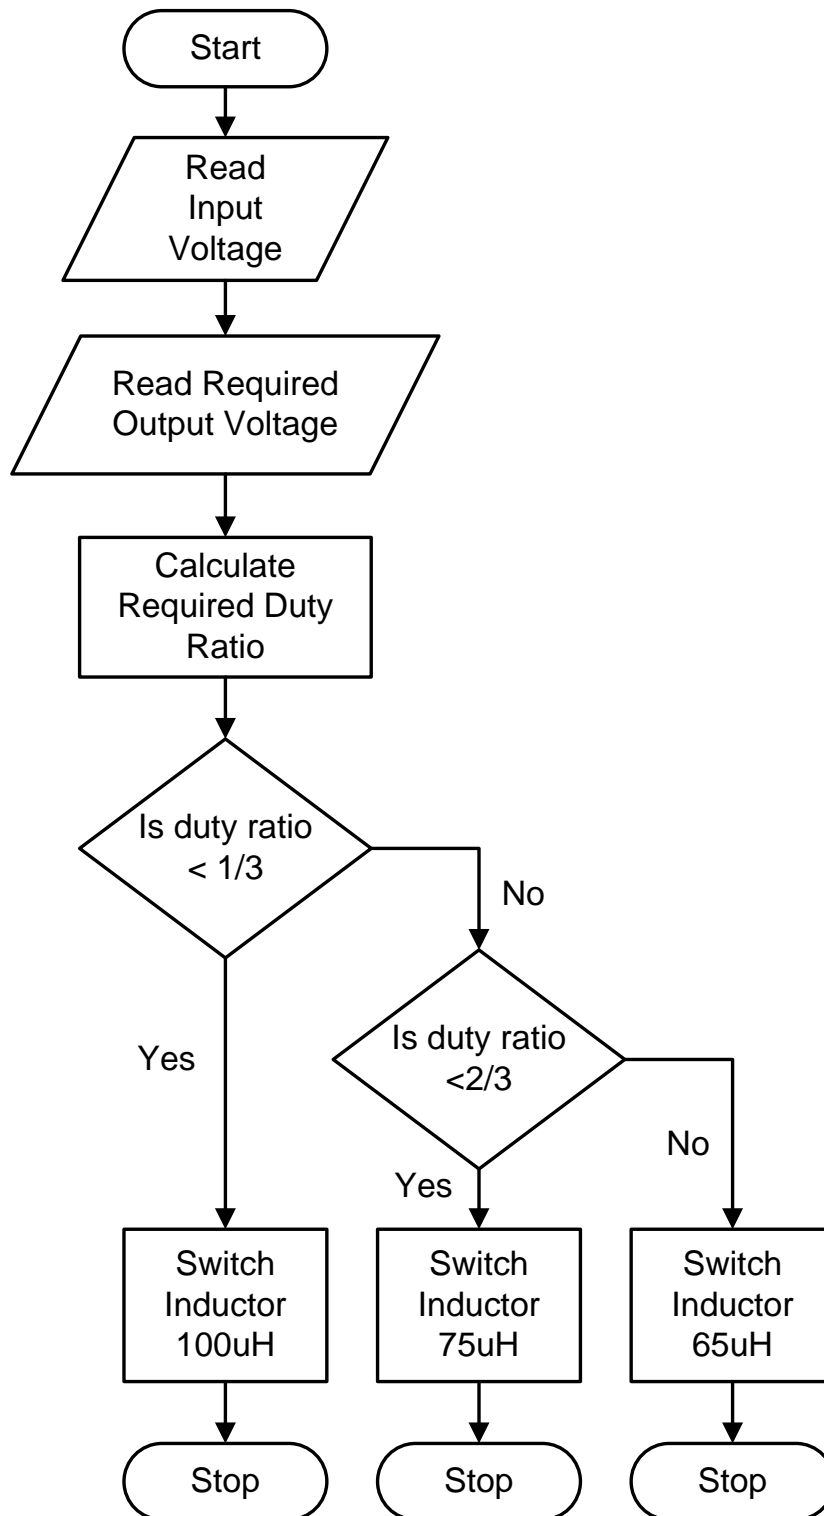 Start
Read
Input
Voltage
Read Required
Output Voltage
Calculate
Required Duty
Ratio
Is duty ratio
< 1/3
No
Yes
Is duty ratio
<2/3
No
Yes
Switch
Inductor
100uH
Switch
Inductor
75uH
Switch
Inductor
65uH
Stop
Stop
Stop